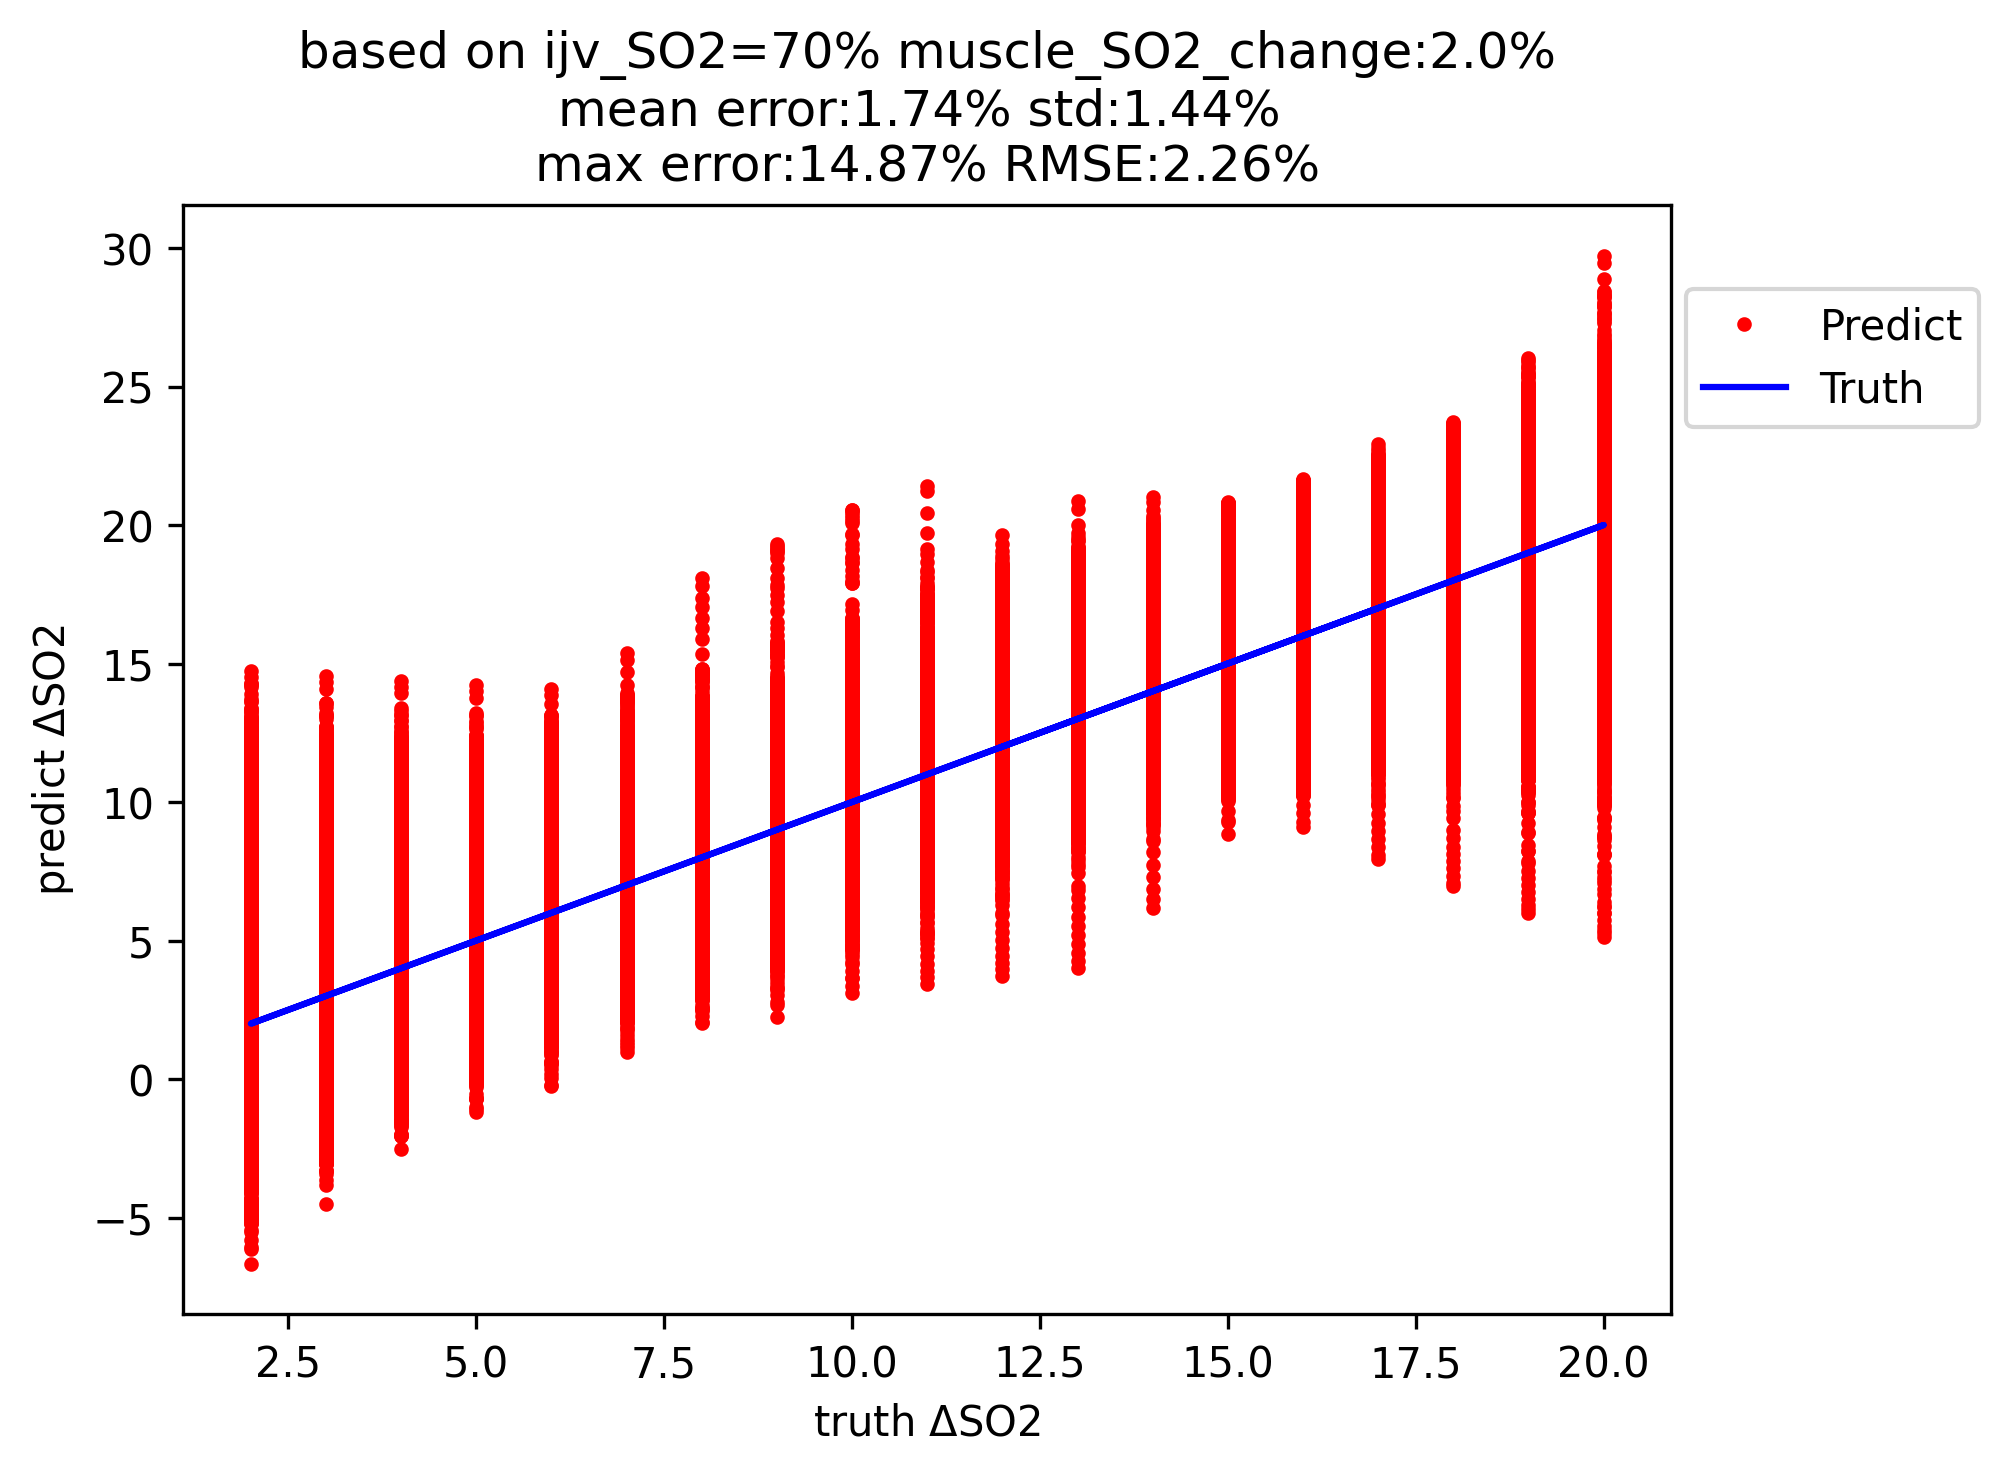 based on ijv_SO2=70% muscle_SO2_change:2.0%
mean error:1.74% std:1.44%
max error:14.87% RMSE:2.26%
30
25
20
15
10
5
0
−5
predict ΔSO2
2.5 5.0 7.5 10.0 12.5 15.0 17.5 20.0
truth ΔSO2
Predict
Truth